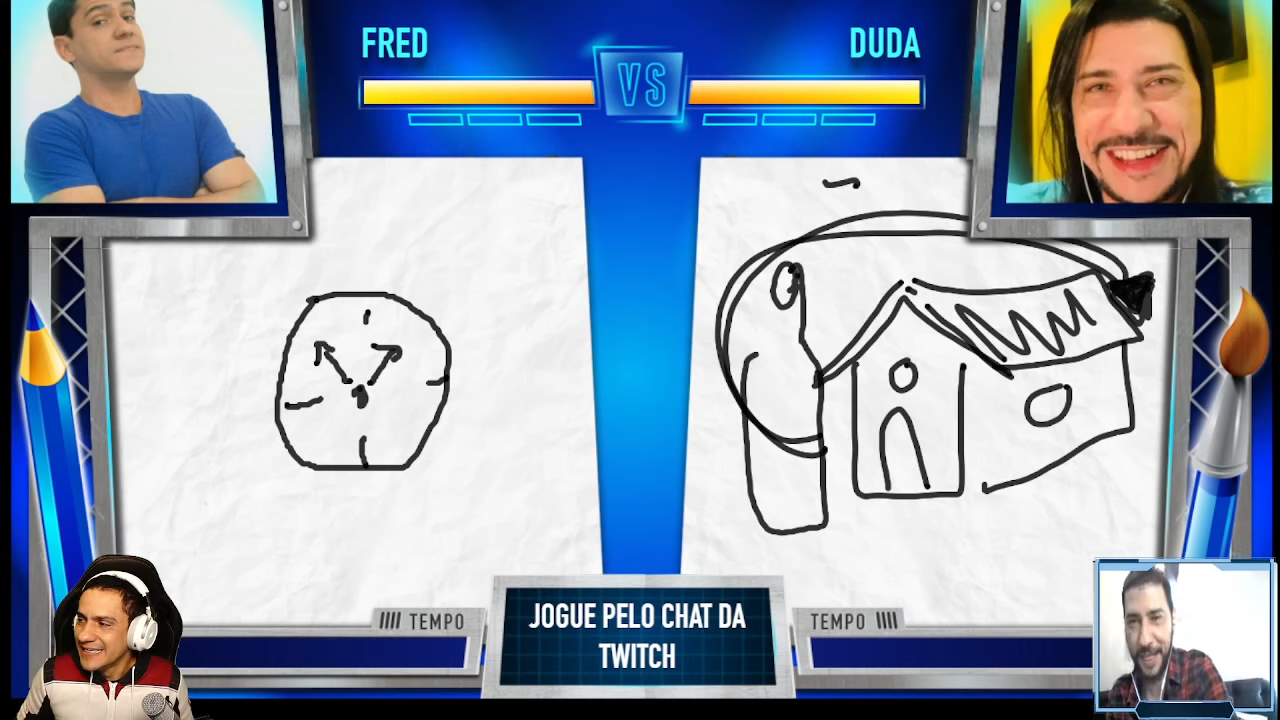 FRED
VS
DUDA
TEMPO
JOGUE PELO CHAT DA
TWITCH
TEMPO